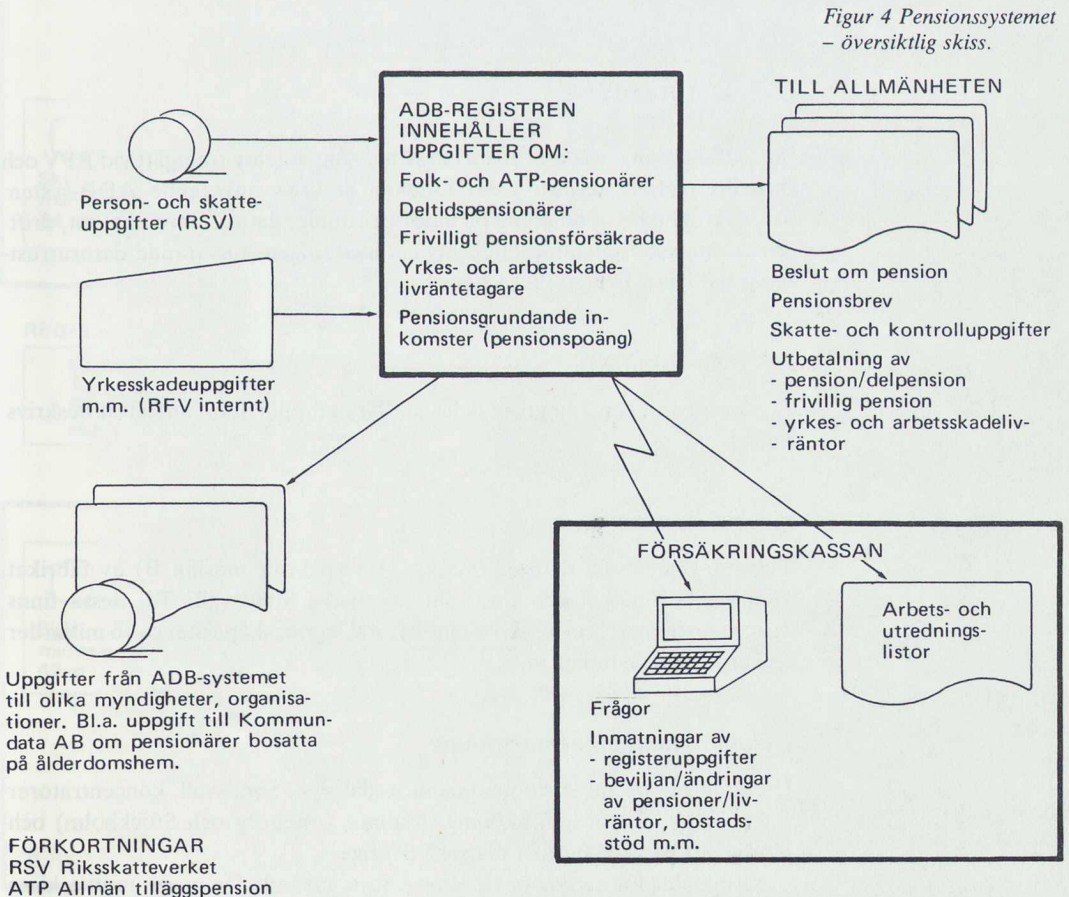 Figur 4 Pensionssystemet
– översiktlig skiss.
ADB-REGISTREN
INNEHÅLLER
UPPGIFTER OM:
Folk- och ATP-pensionärer
Deltidspensionärer
Frivilligt pensionsförsäkrade
Yrkes- och arbetsskade-
livräntetagare
Pensionsgrundande in-
komster (pensionspoäng)
Person- och skatte-
uppgifter (RSV)
Yrkesskadeuppgifter
m.m. (RFV internt)
TILL ALLMÄNHETEN
Beslut om pension
Pensionsbrev
Skatte- och kontrolluppgifter
Utbetalning av
- pension/delpension
- frivillig pension
- yrkes- och arbetsskadeliv-
- räntor
Uppgifter från ADB-systemet
till olika myndigheter, organisa-
tioner. Bl.a. uppgift till Kommun-
data AB om pensionärer bosatta
på ålderdomshem.
FÖRSÄKRINGSKASSAN
Frågor
Inmatningar av
- registeruppgifter
- beviljan/ändringar
av pensioner/liv-
räntor, bostads-
stöd m.m.
Arbets- och
utrednings-
listor
FÖRKORTNINGAR
RSV Riksskatteverket
ATP Allmän tilläggspension